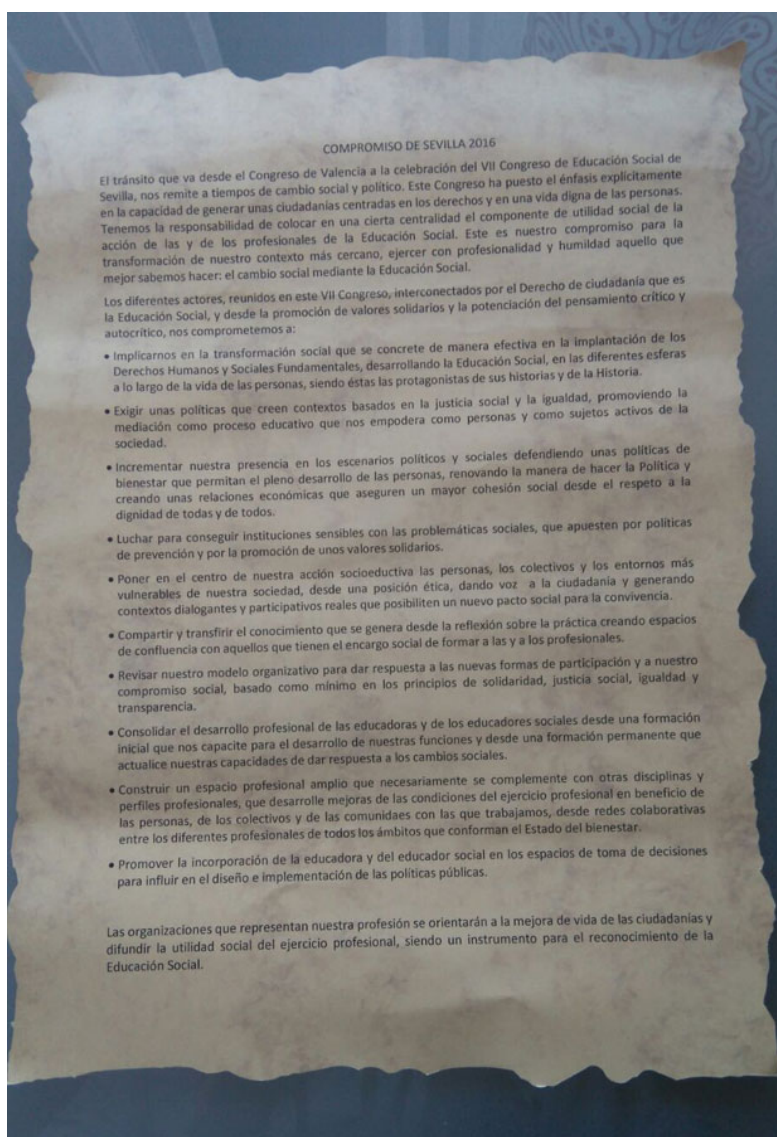 COMPROMISO DE SEVILLA 2016
El tránsito que va desde el Congreso de Valencia a la celebración del VII Congreso de Educación Social de
Sevilla, nos remite a tiempos de cambio social y político. Este Congreso ha puesto el énfasis explícitamente
en la capacidad de generar unas ciudadanías centradas en los derechos y en una vida digna de las personas.
Tenemos la responsabilidad de colocar en una cierta centralidad el componente de utilidad social de la
acción de las y de los profesionales de la Educación Social. Este es nuestro compromiso para la
transformación de nuestro contexto más cercano, ejercer con profesionalidad y humildad aquello que
mejor sabemos hacer: el cambio social mediante la Educación Social.
Los diferentes actores, reunidos en este VII Congreso, interconectados por el Derecho de ciudadanía que es
la Educación Social, y desde la promoción de valores solidarios y la potenciación del pensamiento crítico y
autocrítico, nos comprometemos a:
• Implicarnos en la transformación social que se concrete de manera efectiva en la implantación de los
Derechos Humanos y Sociales Fundamentales, desarrollando la Educación Social, en las diferentes esferas
a lo largo de la vida de las personas, siendo éstas las protagonistas de sus historias y de la Historia.
• Exigir unas políticas que creen contextos basados en la justicia social y la igualdad, promoviendo la
mediación como proceso educativo que nos empodera como personas y como sujetos activos de la
sociedad.
• Incrementar nuestra presencia en los escenarios políticos y sociales defendiendo unas políticas de
bienestar que permitan el pleno desarrollo de las personas, renovando la manera de hacer la Política y
creando unas relaciones económicas que aseguren un mayor cohesión social desde el respeto a la
dignidad de todas y de todos.
• Luchar para conseguir instituciones sensibles con las problemáticas sociales, que apuesten por políticas
de prevención y por la promoción de unos valores solidarios.
• Poner en el centro de nuestra acción socioeductiva las personas, los colectivos y los entornos más
vulnerables de nuestra sociedad, desde una posición ética, dando voz a la ciudadanía y generando
contextos dialogantes y participativos reales que posibiliten un nuevo pacto social para la convivencia.
• Compartir y transfirir el conocimiento que se genera desde la reflexión sobre la práctica creando espacios
de confluencia con aquellos que tienen el encargo social de formar a las y a los profesionales.
• Revisar nuestro modelo organizativo para dar respuesta a las nuevas formas de participación y a nuestro
compromiso social, basado como mínimo en los principios de solidaridad, justicia social, igualdad y
transparencia.
• Consolidar el desarrollo profesional de las educadoras y de los educadores sociales desde una formación
inicial que nos capacite para el desarrollo de nuestras funciones y desde una formación permanente que
actualice nuestras capacidades de dar respuesta a los cambios sociales.
• Construir un espacio profesional amplio que necesariamente se complemente con otras disciplinas y
perfiles profesionales, que desarrolle mejoras de las condiciones del ejercicio profesional en beneficio de
las personas, de los colectivos y de las comunidaes con las que trabajamos, desde redes colaborativas
entre los diferentes profesionales de todos los ámbitos que conforman el Estado del bienestar.
• Promover la incorporación de la educadora y del educador social en los espacios de toma de decisiones
para influir en el diseño e implementación de las políticas públicas.
Las organizaciones que representan nuestra profesión se orientarán a la mejora de vida de las ciudadanías y
difundir la utilidad social del ejercicio profesional, siendo un instrumento para el reconocimiento de la
Educación Social.